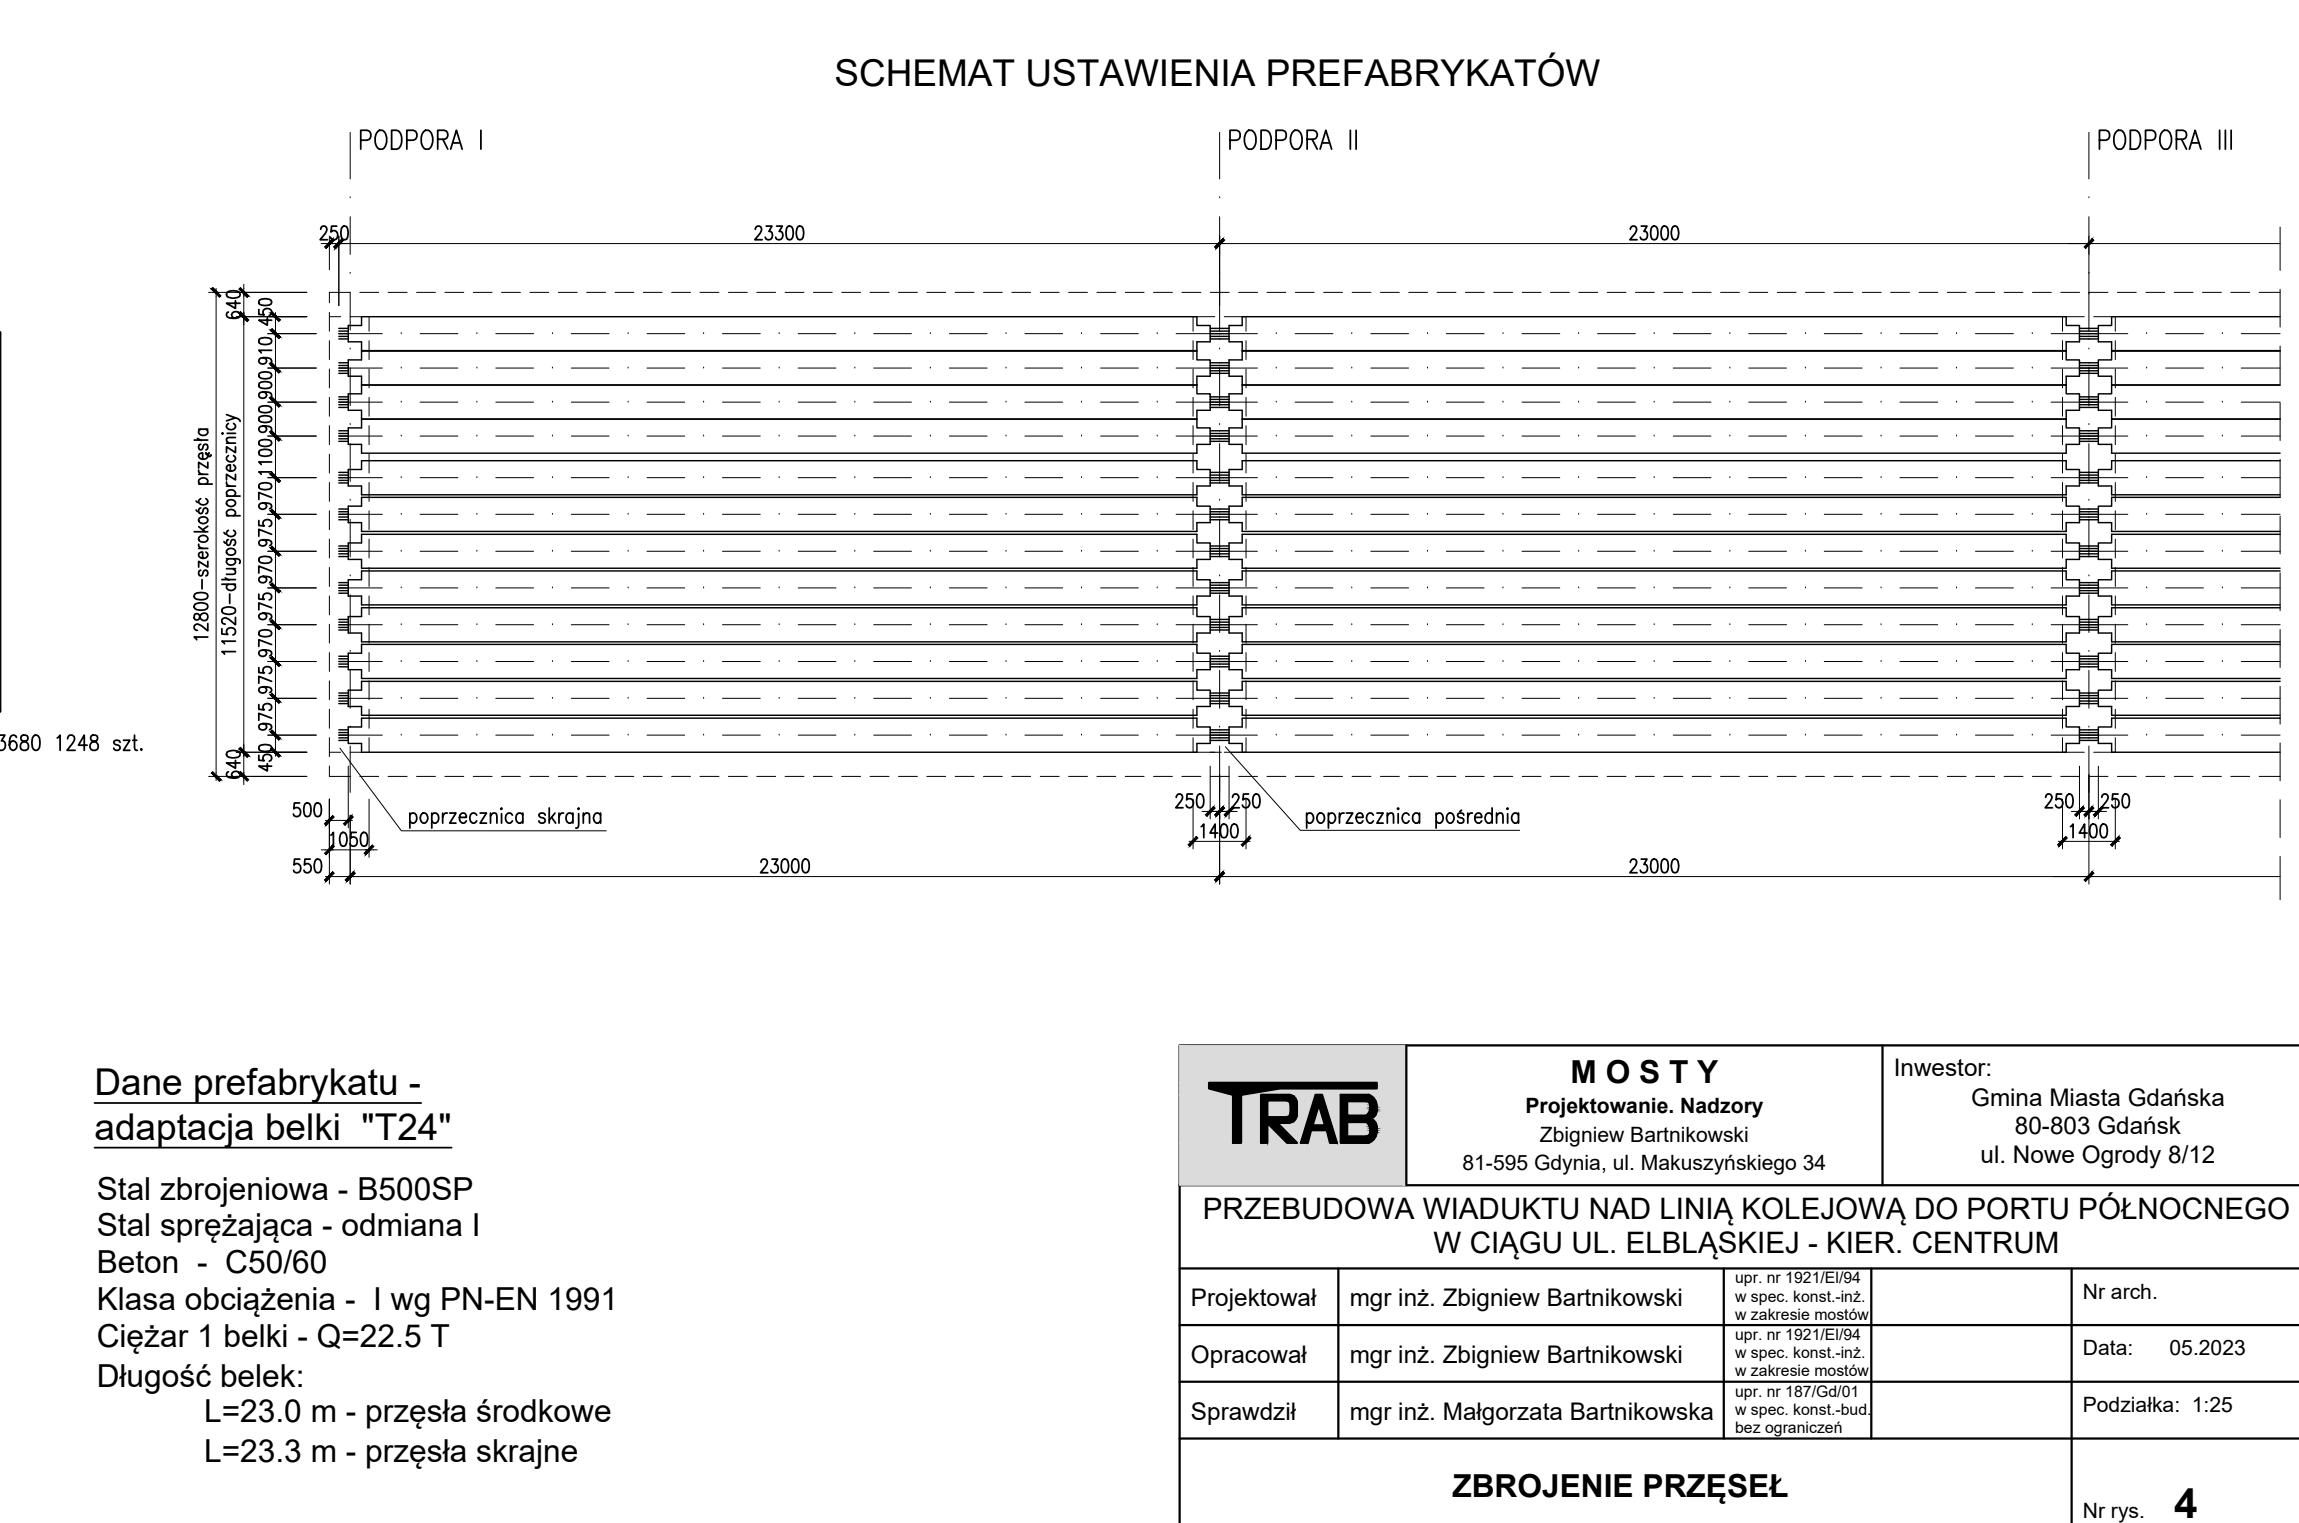 SCHEMAT USTAWIENIA PREFABRYKATÓW
PODPORA I
PODPORA II
PODPORA III
250
23300
23000
12800-szerokość przęsła
640
11520-długość poprzecznicy
640
450
910
900
900
1100
970
975
970
975
970
975
975
450
3680 1248 szt.
500
1050
550
poprzecznica skrajna
23000
250
250
1400
poprzecznica pośrednia
23000
250
250
1400
Dane prefabrykatu -
adaptacja belki "T24"
Stal zbrojeniowa - B500SP
Stal sprężająca - odmiana I
Beton - C50/60
Klasa obciążenia - I wg PN-EN 1991
Ciężar 1 belki - Q=22.5 T
Długość belek:
L=23.0 m - przęsła środkowe
L=23.3 m - przęsła skrajne
TRAB
MOSTY
Projektowanie. Nadzory
Zbigniew Bartnikowski
81-595 Gdynia, ul. Makuszyńskiego 34
Inwestor:
Gmina Miasta Gdańska
80-803 Gdańsk
ul. Nowe Ogrody 8/12
PRZEBUDOWA WIADUKTU NAD LINIĄ KOLEJOWĄ DO PORTU PÓŁNOCNEGO
W CIĄGU UL. ELBLĄSKIEJ - KIER. CENTRUM
Projektował
mgr inż. Zbigniew Bartnikowski
upr. nr 1921/El/94
w spec. konst.-inż.
w zakresie mostów
Nr arch.
Opracował
mgr inż. Zbigniew Bartnikowski
upr. nr 1921/El/94
w spec. konst.-inż.
w zakresie mostów
Data: 05.2023
Sprawdził
mgr inż. Małgorzata Bartnikowska
upr. nr 187/Gd/01
w spec. konst.-bud.
bez ograniczeń
Podziałka: 1:25
ZBROJENIE PRZĘSEŁ
Nr rys. 4